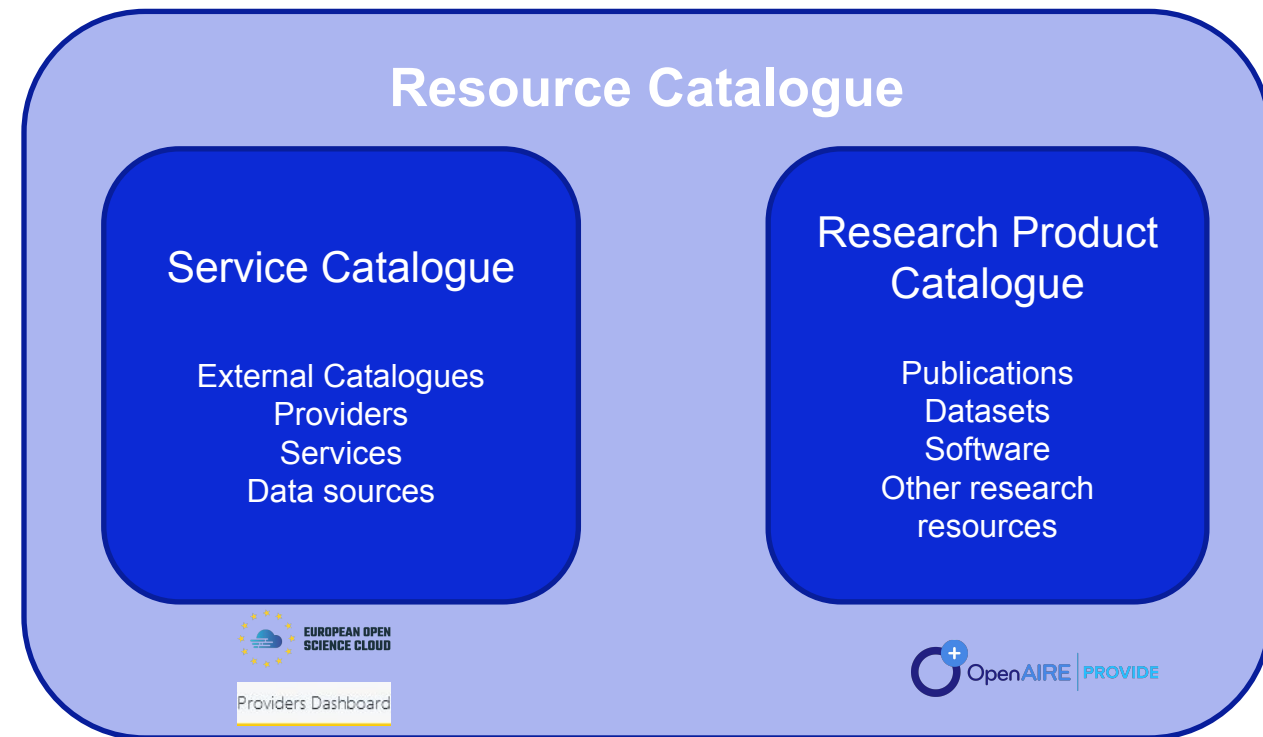 Resource Catalogue
Service Catalogue
External Catalogues
Providers
Services
Data sources
EUROPEAN OPEN
SCIENCE CLOUD
Providers Dashboard
Research Product
Catalogue
Publications
Datasets
Software
Other research
resources
OpenAIRE PROVIDE